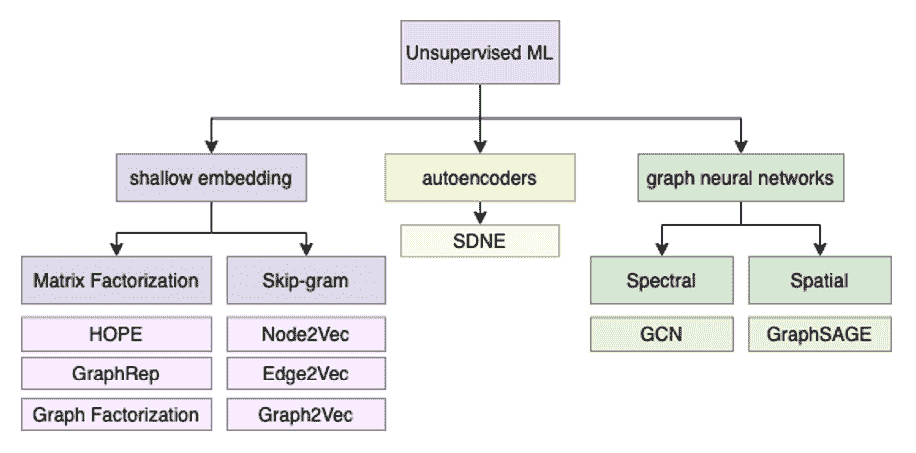 Unsupervised ML
shallow embedding
autoencoders
graph neural networks
SDNE
Matrix Factorization
Skip-gram
Spectral
Spatial
HOPE
Node2Vec
GCN
GraphSAGE
GraphRep
Edge2Vec
Graph Factorization
Graph2Vec